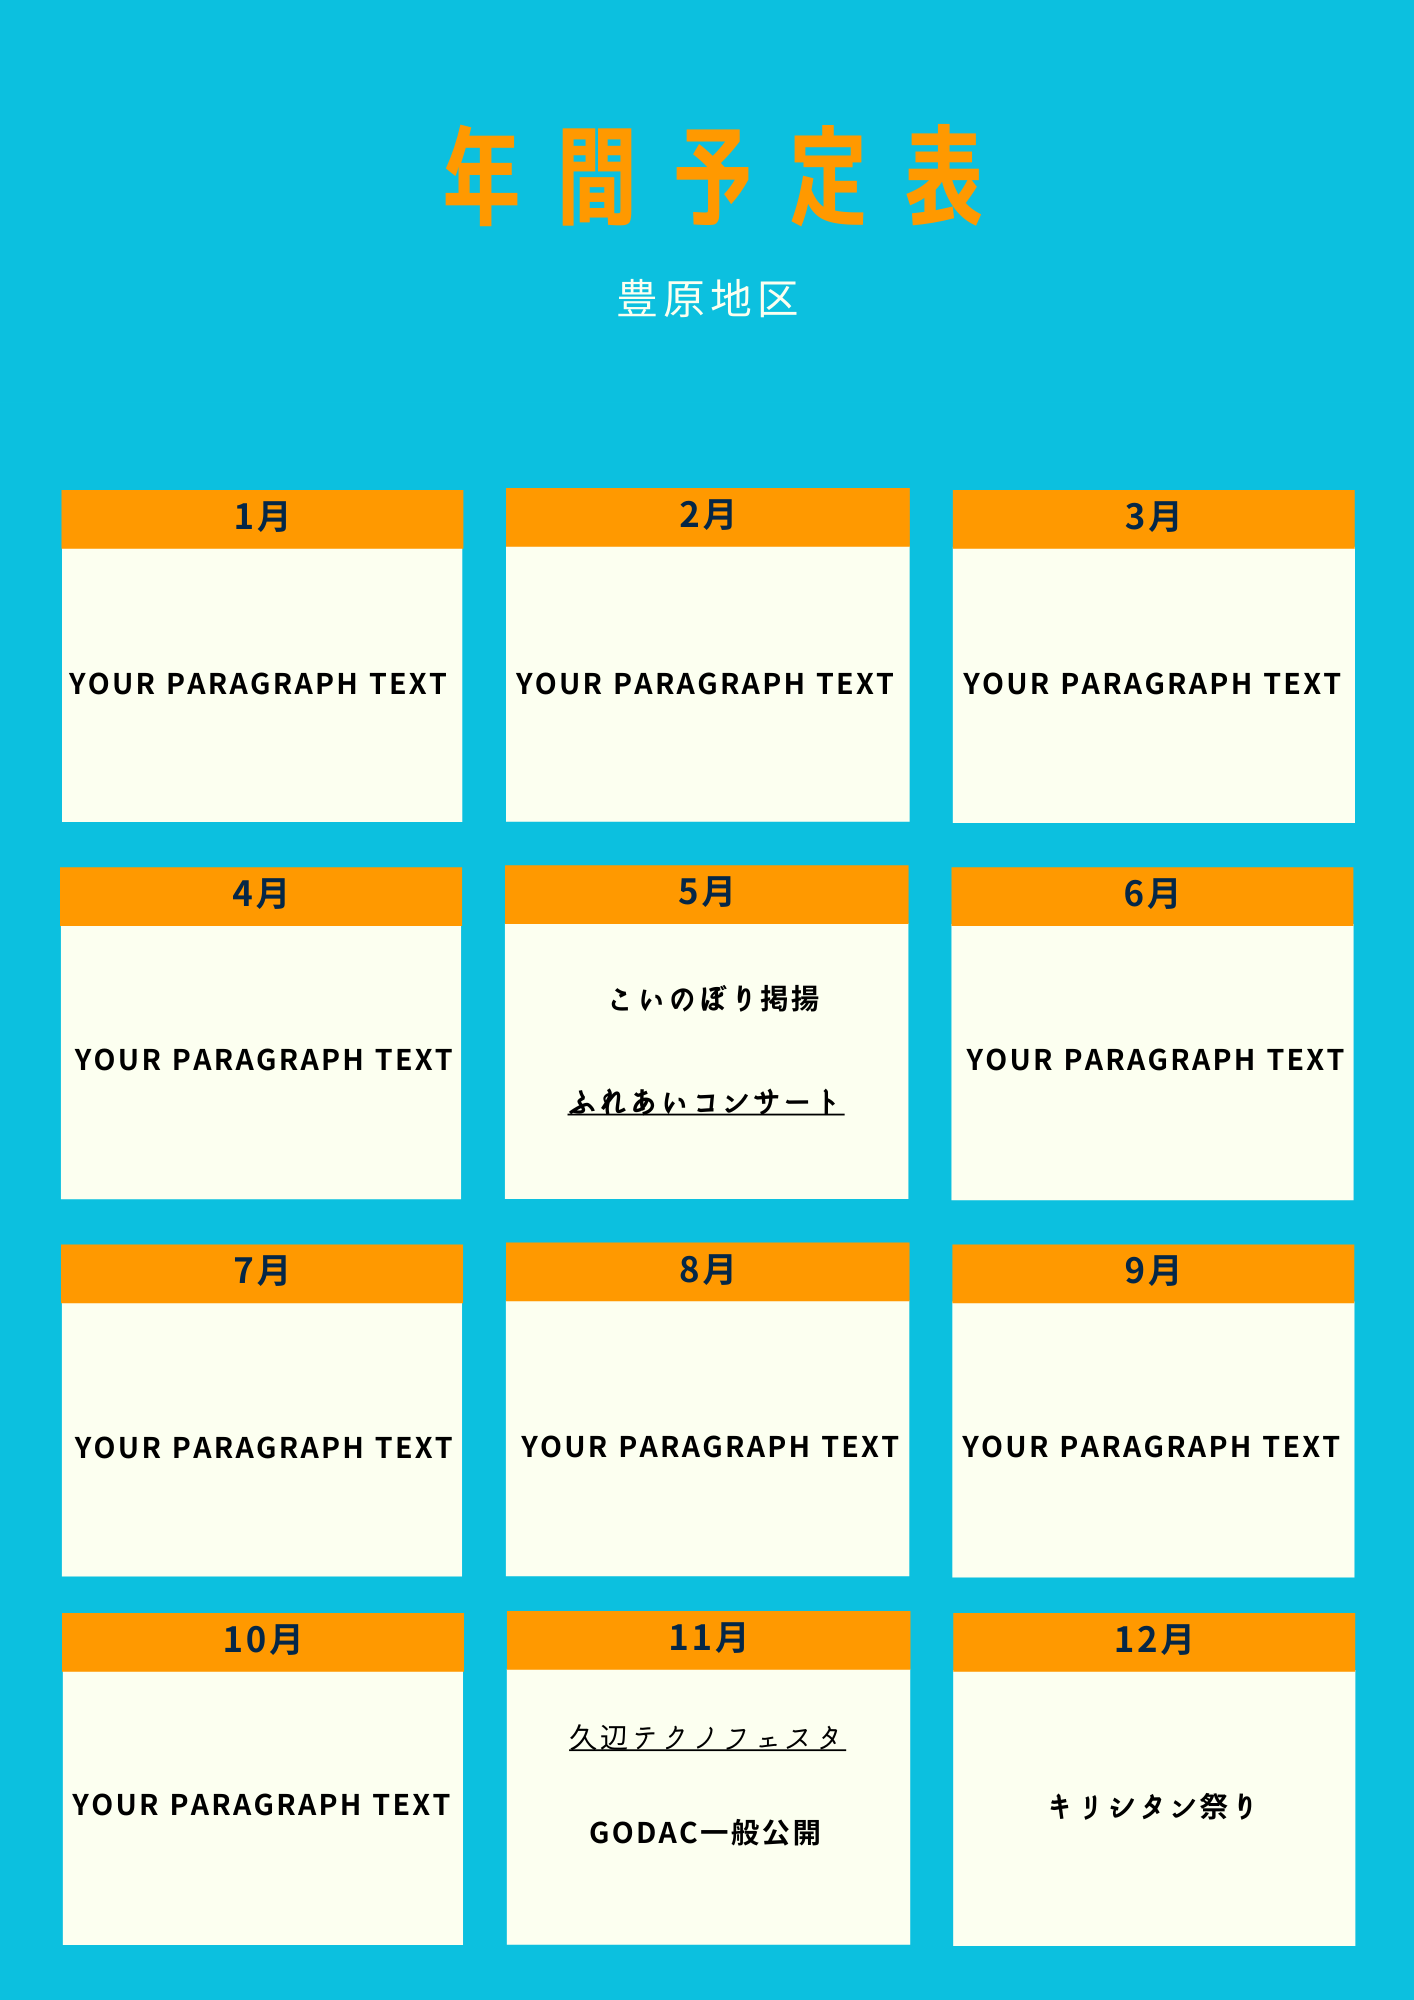 年間予定表
豊原地区
1月
YOUR PARAGRAPH TEXT
2月
YOUR PARAGRAPH TEXT
3月
YOUR PARAGRAPH TEXT
4月
YOUR PARAGRAPH TEXT
5月
こいのぼり掲揚
ふれあいコンサート
6月
YOUR PARAGRAPH TEXT
7月
YOUR PARAGRAPH TEXT
8月
YOUR PARAGRAPH TEXT
9月
YOUR PARAGRAPH TEXT
10月
YOUR PARAGRAPH TEXT
11月
久辺テクノフェスタ
GODAC一般公開
12月
キリシタン祭り